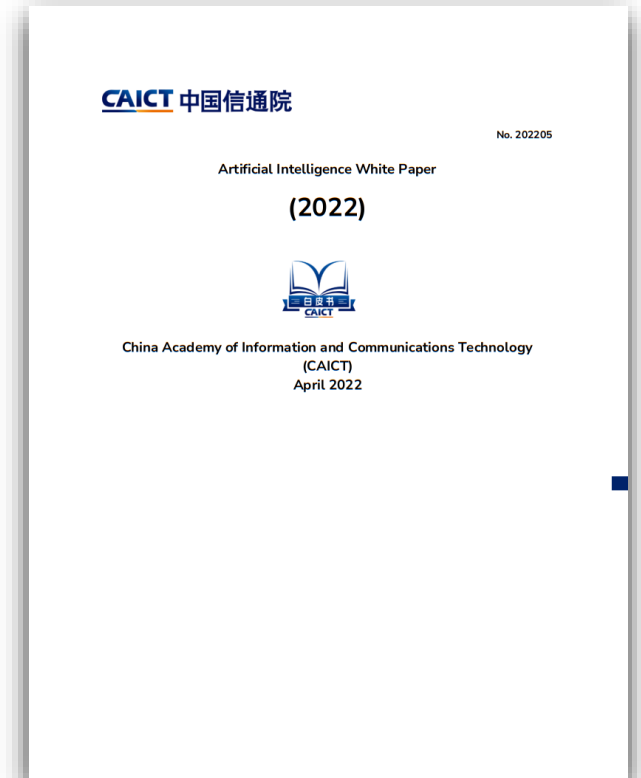 CAICT 中国信通院
No. 202205
Artificial Intelligence White Paper
(2022)
白皮书
CAICT
China Academy of Information and Communications Technology
(CAICT)
April 2022